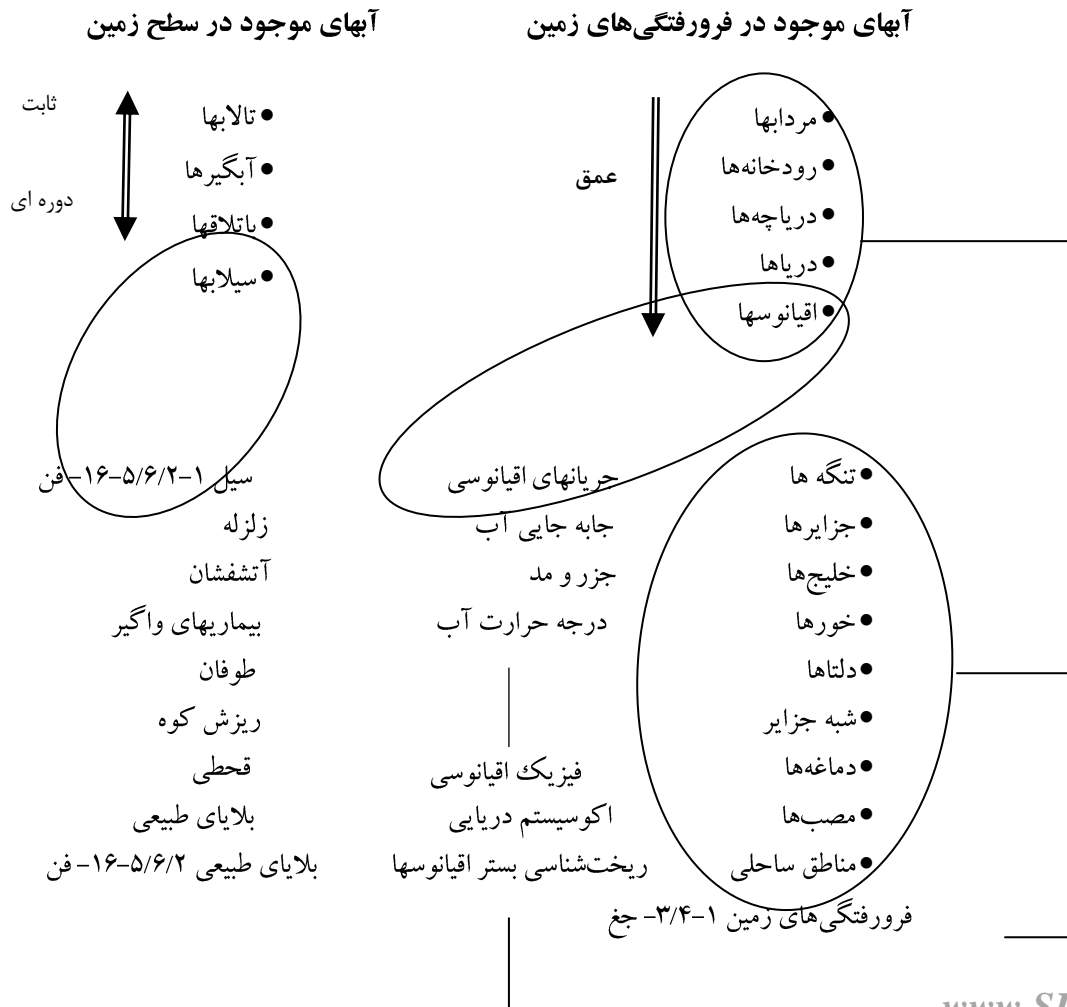 آبهای موجود در فرورفتگی‌های زمین
آبهای موجود در سطح زمین
• مردابها
• رودخانه‌ها
• دریاچه‌ها
• دریاها
• اقیانوسها
عمق
• تالابها
• آبگیرها
• باتلاقها
• سیلابها
ثابت
دوره ای
• تنگه ها
• جزایرها
• خلیج‌ها
• خورها
• دلتاها
• شبه جزایر
• دماغه‌ها
• مصب‌ها
• مناطق ساحلی
فرورفتگی‌های زمین ۱-۳/۴- جغ
جریانهای اقیانوسی
جابه جایی آب
جزر و مد
درجه حرارت آب
فیزیک اقیانوسی
اکوسیستم دریایی
ریخت‌شناسی بستر اقیانوسها
سیل ۱-۵/۶/۲-۱۶- فن
زلزله
آتشفشان
بیماریهای واگیر
طوفان
ریزش کوه
قحطی
بلایای طبیعی
بلایای طبیعی ۵/۶/۲-۱۶- فن